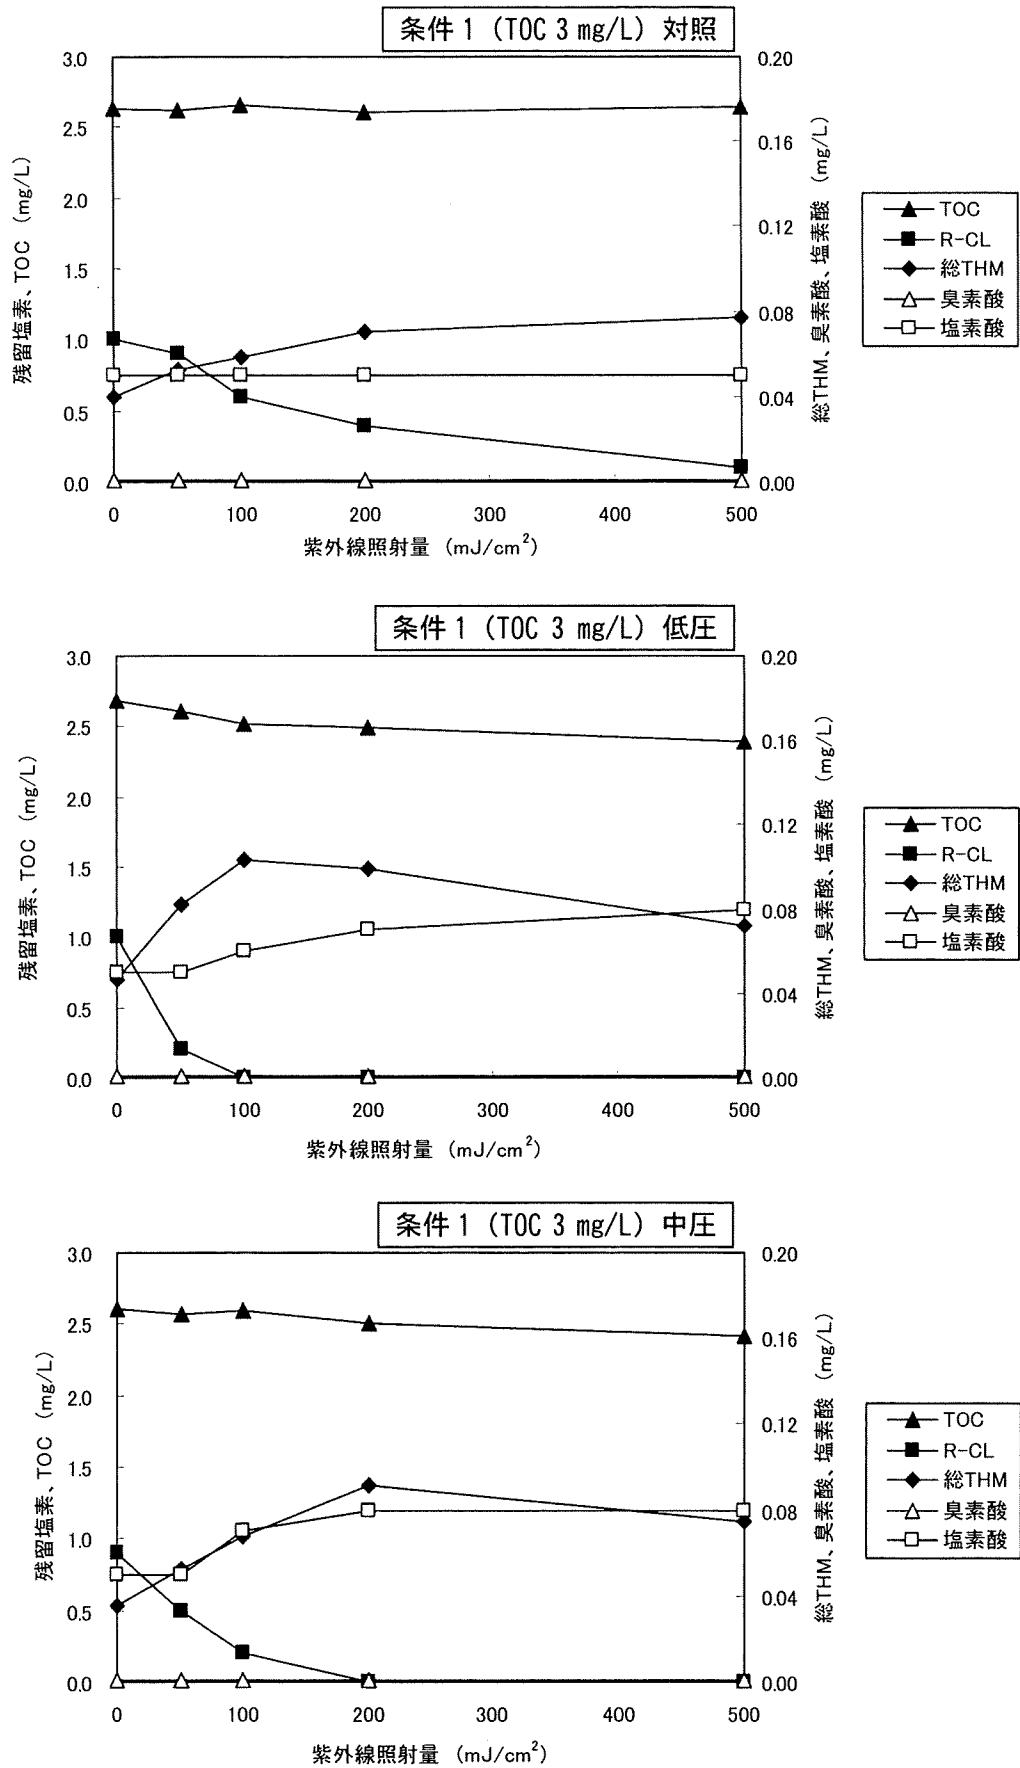 条件1 (TOC 3 mg/L) 対照
3.0
2.5
2.0
1.5
1.0
0.5
0.0
残留塩素、TOC (mg/L)
0.20
0.16
0.12
0.08
0.04
0.00
総THM、臭素酸、塩素酸 (mg/L)
0 100 200 300 400 500
紫外線照射量 (mJ/cm²)
TOC
R-CL
総THM
臭素酸
塩素酸
条件1 (TOC 3 mg/L) 低圧
3.0
2.5
2.0
1.5
1.0
0.5
0.0
残留塩素、TOC (mg/L)
0.20
0.16
0.12
0.08
0.04
0.00
総THM、臭素酸、塩素酸 (mg/L)
0 100 200 300 400 500
紫外線照射量 (mJ/cm²)
TOC
R-CL
総THM
臭素酸
塩素酸
条件1 (TOC 3 mg/L) 中圧
3.0
2.5
2.0
1.5
1.0
0.5
0.0
残留塩素、TOC (mg/L)
0.20
0.16
0.12
0.08
0.04
0.00
総THM、臭素酸、塩素酸 (mg/L)
0 100 200 300 400 500
紫外線照射量 (mJ/cm²)
TOC
R-CL
総THM
臭素酸
塩素酸